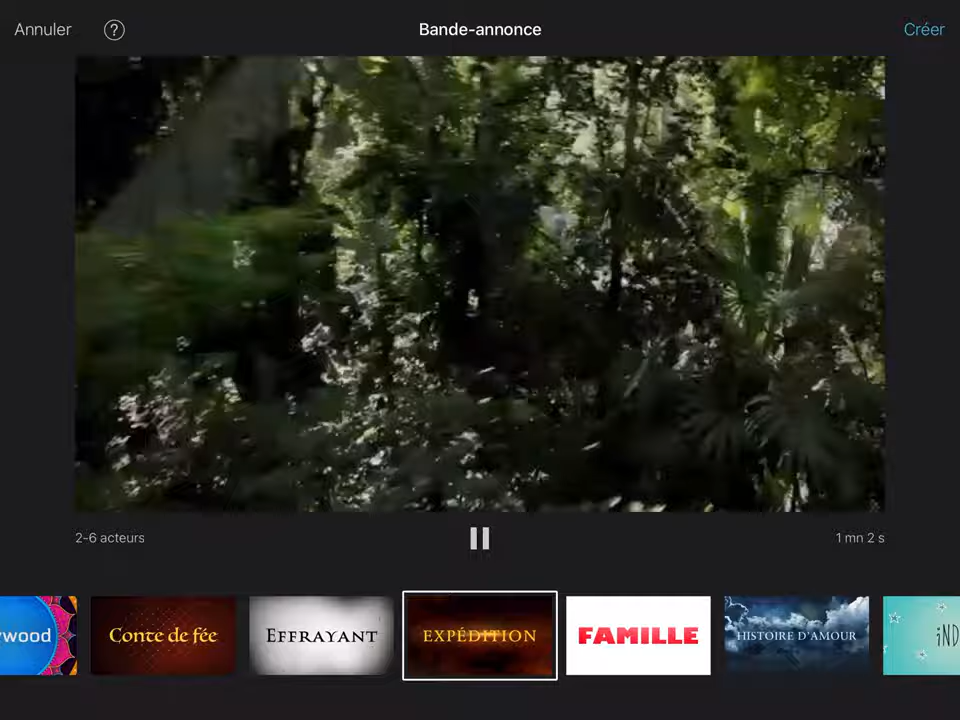 Annuler ? Bande-annonce Créer
2-6 acteurs 1 mn 2 s
wood Conte de fée EFFRAYANT EXPÉDITION FAMILLE HISTOIRE D'AMOUR iND